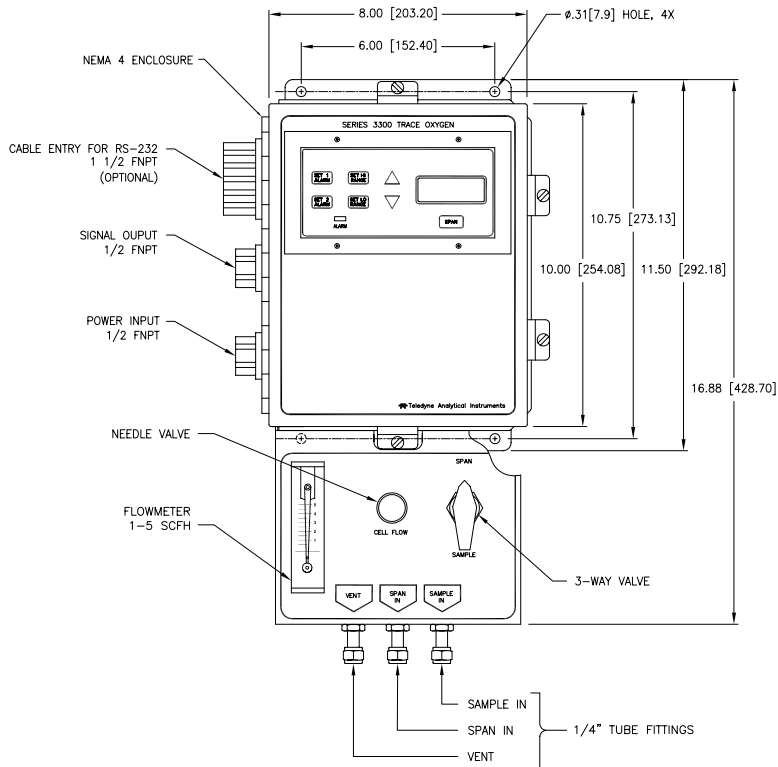 8.00 [203.20]
ø.31[7.9] HOLE, 4X
6.00 [152.40]
NEMA 4 ENCLOSURE
SERIES 3300 TRACE OXYGEN
CABLE ENTRY FOR RS-232
1 1/2 FNPT
(OPTIONAL)
SET 1
ALARM
SET HI
RANGE
SET 2
ALARM
SET LO
RANGE
ALARM
SPAN
10.75 [273.13]
SIGNAL OUPUT
1/2 FNPT
10.00 [254.08]
11.50 [292.18]
POWER INPUT
1/2 FNPT
16.88 [428.70]
Teledyne Analytical Instruments
NEEDLE VALVE
SPAN
5
4
3
2
1
FLOWMETER
1-5 SCFH
CELL FLOW
SAMPLE
3-WAY VALVE
VENT
SPAN
IN
SAMPLE
IN
SAMPLE IN
SPAN IN
1/4" TUBE FITTINGS
VENT